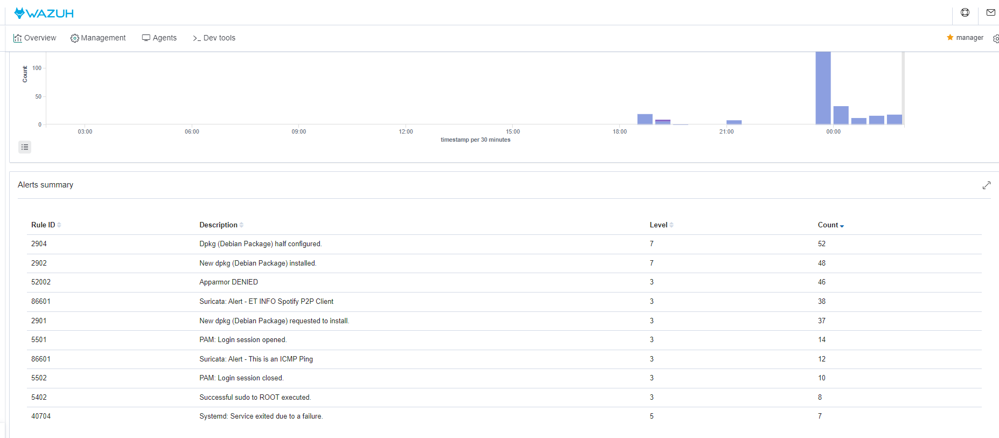 WAZUH
Overview Management Agents >_ Dev tools manager
Count
100
50
0
03:00 06:00 09:00 12:00 15:00 18:00 21:00 00:00
timestamp per 30 minutes
Alerts summary
Rule ID Description Level Count
2904 Dpkg (Debian Package) half configured. 7 52
2902 New dpkg (Debian Package) installed. 7 48
52002 Apparmor DENIED 3 46
86601 Suricata: Alert - ET INFO Spotify P2P Client 3 38
2901 New dpkg (Debian Package) requested to install. 3 37
5501 PAM: Login session opened. 3 14
86601 Suricata: Alert - This is an ICMP Ping 3 12
5502 PAM: Login session closed. 3 10
5402 Successful sudo to ROOT executed. 3 8
40704 Systemd: Service exited due to a failure. 5 7